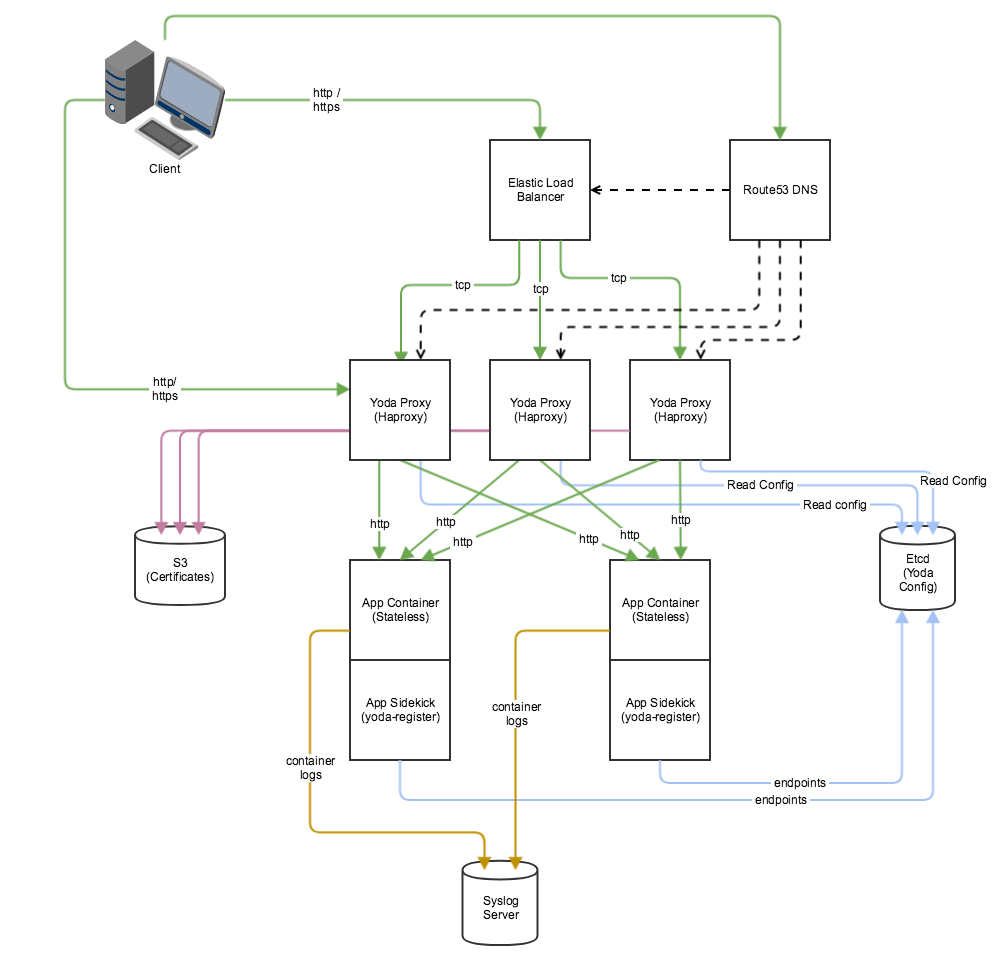 http /
https
Client
Elastic Load
Balancer
Route53 DNS
tcp
tcp
tcp
http/
https
Yoda Proxy
(Haproxy)
Yoda Proxy
(Haproxy)
Yoda Proxy
(Haproxy)
Read Config
Read Config
Read config
http
http
http
http
http
http
S3
(Certificates)
Etcd
(Yoda
Config)
App Container
(Stateless)
App Container
(Stateless)
App Sidekick
(yoda-register)
container
logs
App Sidekick
(yoda-register)
container
logs
endpoints
endpoints
Syslog
Server